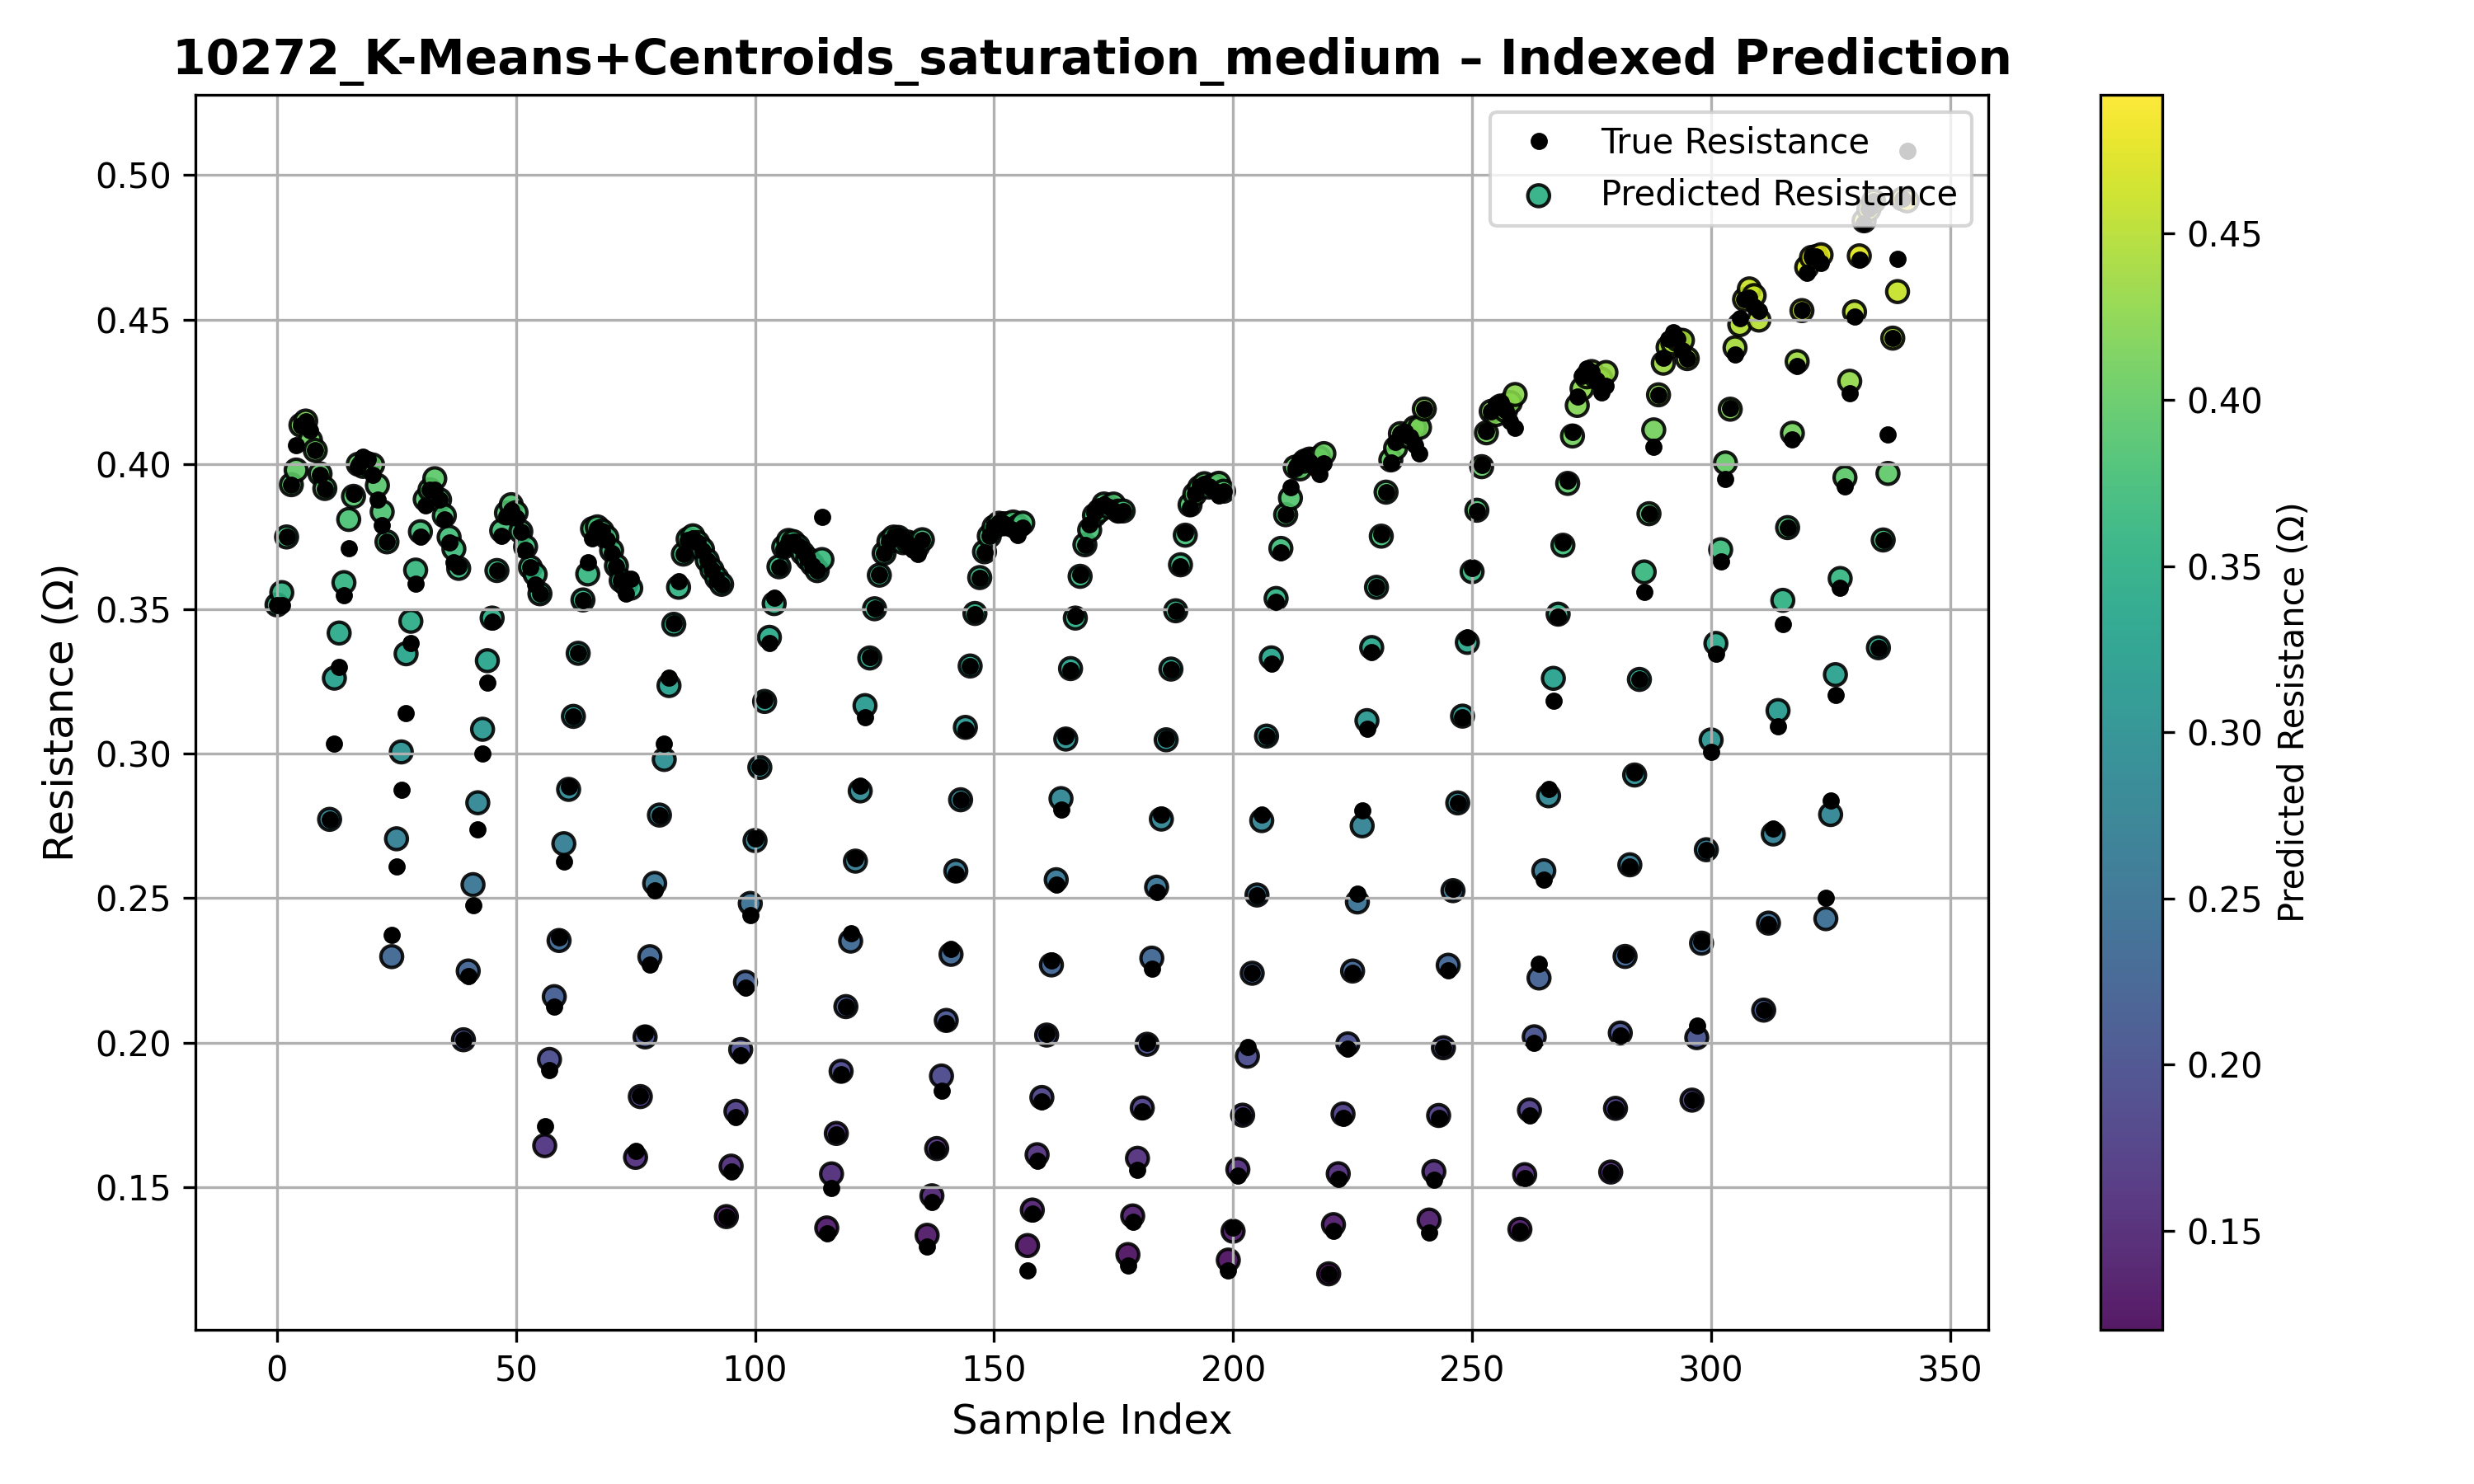 10272_K-Means+Centroids_saturation_medium – Indexed Prediction
True Resistance
Predicted Resistance
Resistance (Ω)
0.50
0.45
0.40
0.35
0.30
0.25
0.20
0.15
0 50 100 150 200 250 300 350
Sample Index
0.45
0.40
0.35
0.30
0.25
0.20
0.15
Predicted Resistance (Ω)